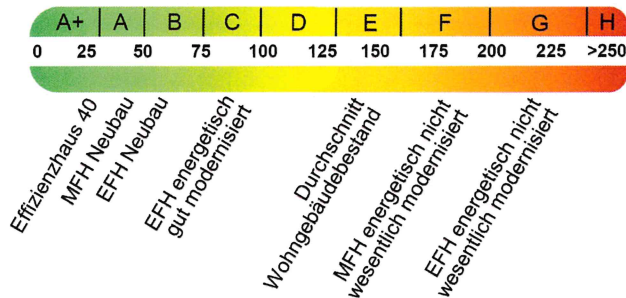 A+ A B C D E F G H
0 25 50 75 100 125 150 175 200 225 >250
Effizienzhaus 40
MFH Neubau
EFH Neubau
EFH energetisch
gut modernisiert
Durchschnitt
Wohngebäudebestand
MFH energetisch nicht
wesentlich modernisiert
EFH energetisch nicht
wesentlich modernisiert